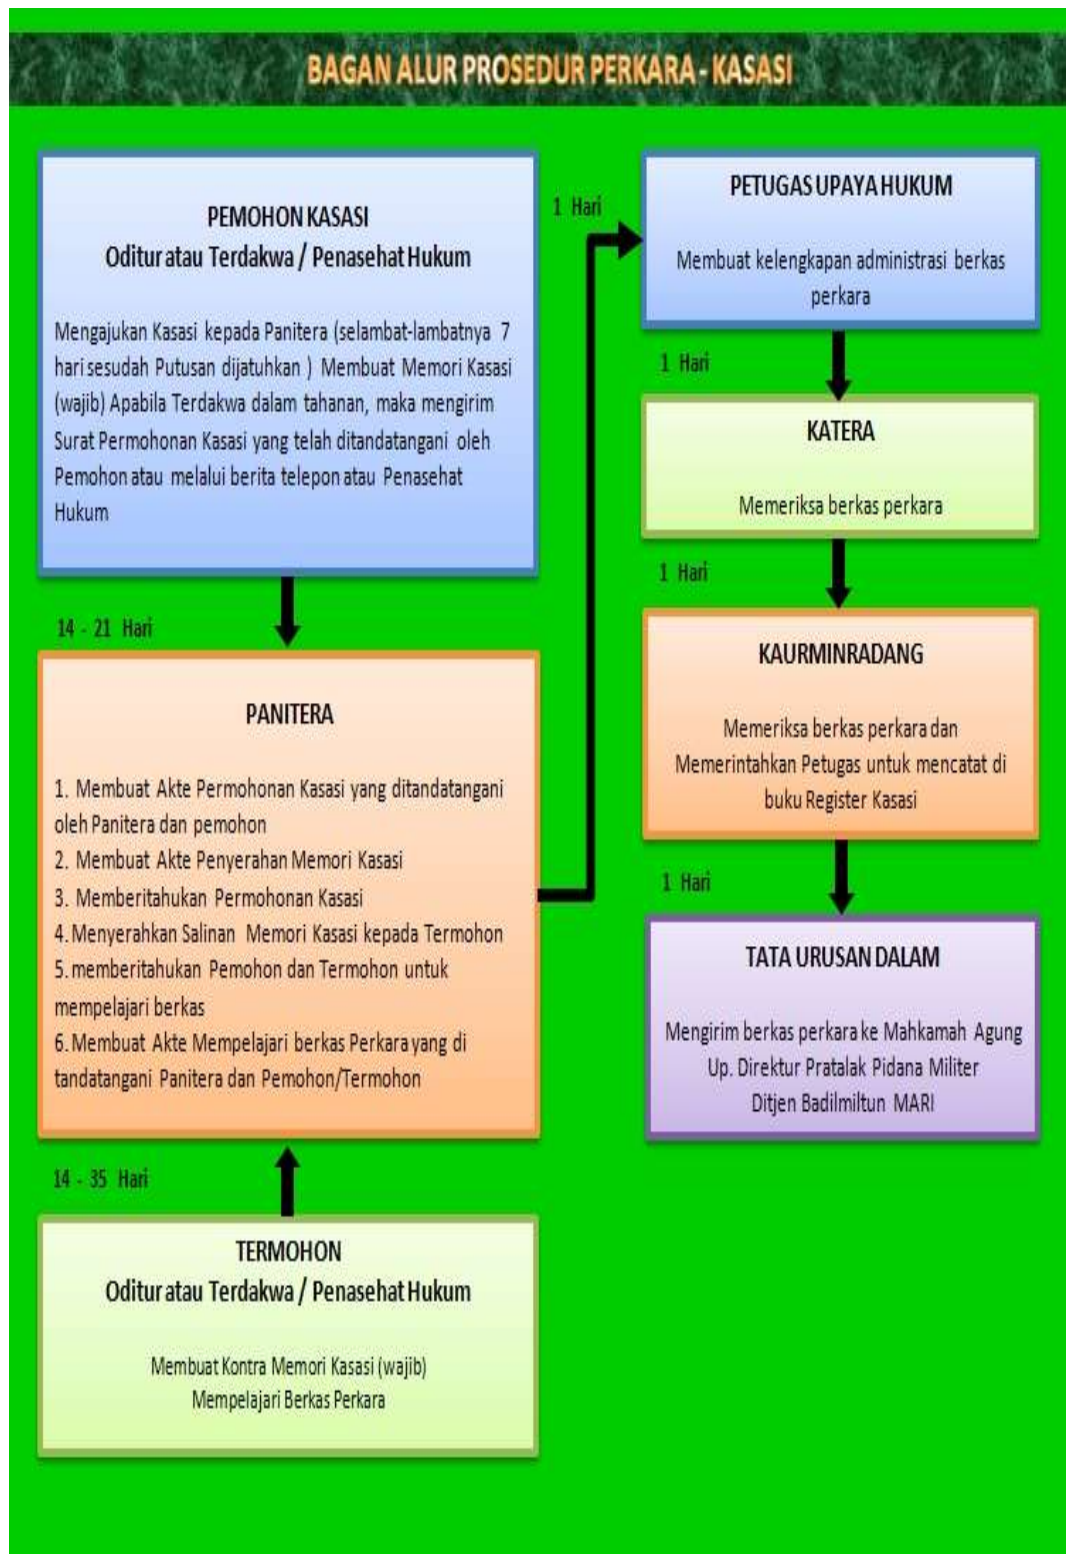 BAGAN ALUR PROSEDUR PERKARA - KASASI
PEMOHON KASASI
Oditur atau Terdakwa / Penasehat Hukum
Mengajukan Kasasi kepada Panitera (selambat-lambatnya 7
hari sesudah Putusan dijatuhkan ) Membuat Memori Kasasi
(wajib) Apabila Terdakwa dalam tahanan, maka mengirim
Surat Permohonan Kasasi yang telah ditandatangani oleh
Pemohon atau melalui berita telepon atau Penasehat
Hukum
14 - 21 Hari
PANITERA
1. Membuat Akte Permohonan Kasasi yang ditandatangani
oleh Panitera dan pemohon
2. Membuat Akte Penyerahan Memori Kasasi
3. Memberitahukan Permohonan Kasasi
4. Menyerahkan Salinan Memori Kasasi kepada Termohon
5. memberitahukan Pemohon dan Termohon untuk
mempelajari berkas
6. Membuat Akte Mempelajari berkas Perkara yang di
tandatangani Panitera dan Pemohon/Termohon
14 - 35 Hari
TERMOHON
Oditur atau Terdakwa / Penasehat Hukum
Membuat Kontra Memori Kasasi (wajib)
Mempelajari Berkas Perkara
1 Hari
PETUGAS UPAYA HUKUM
Membuat kelengkapan administrasi berkas
perkara
1 Hari
KATERA
Memeriksa berkas perkara
1 Hari
KAURMINRADANG
Memeriksa berkas perkara dan
Memerintahkan Petugas untuk mencatat di
buku Register Kasasi
1 Hari
TATA URUSAN DALAM
Mengirim berkas perkara ke Mahkamah Agung
Up. Direktur Pratalak Pidana Militer
Ditjen Badilmiltun MARI